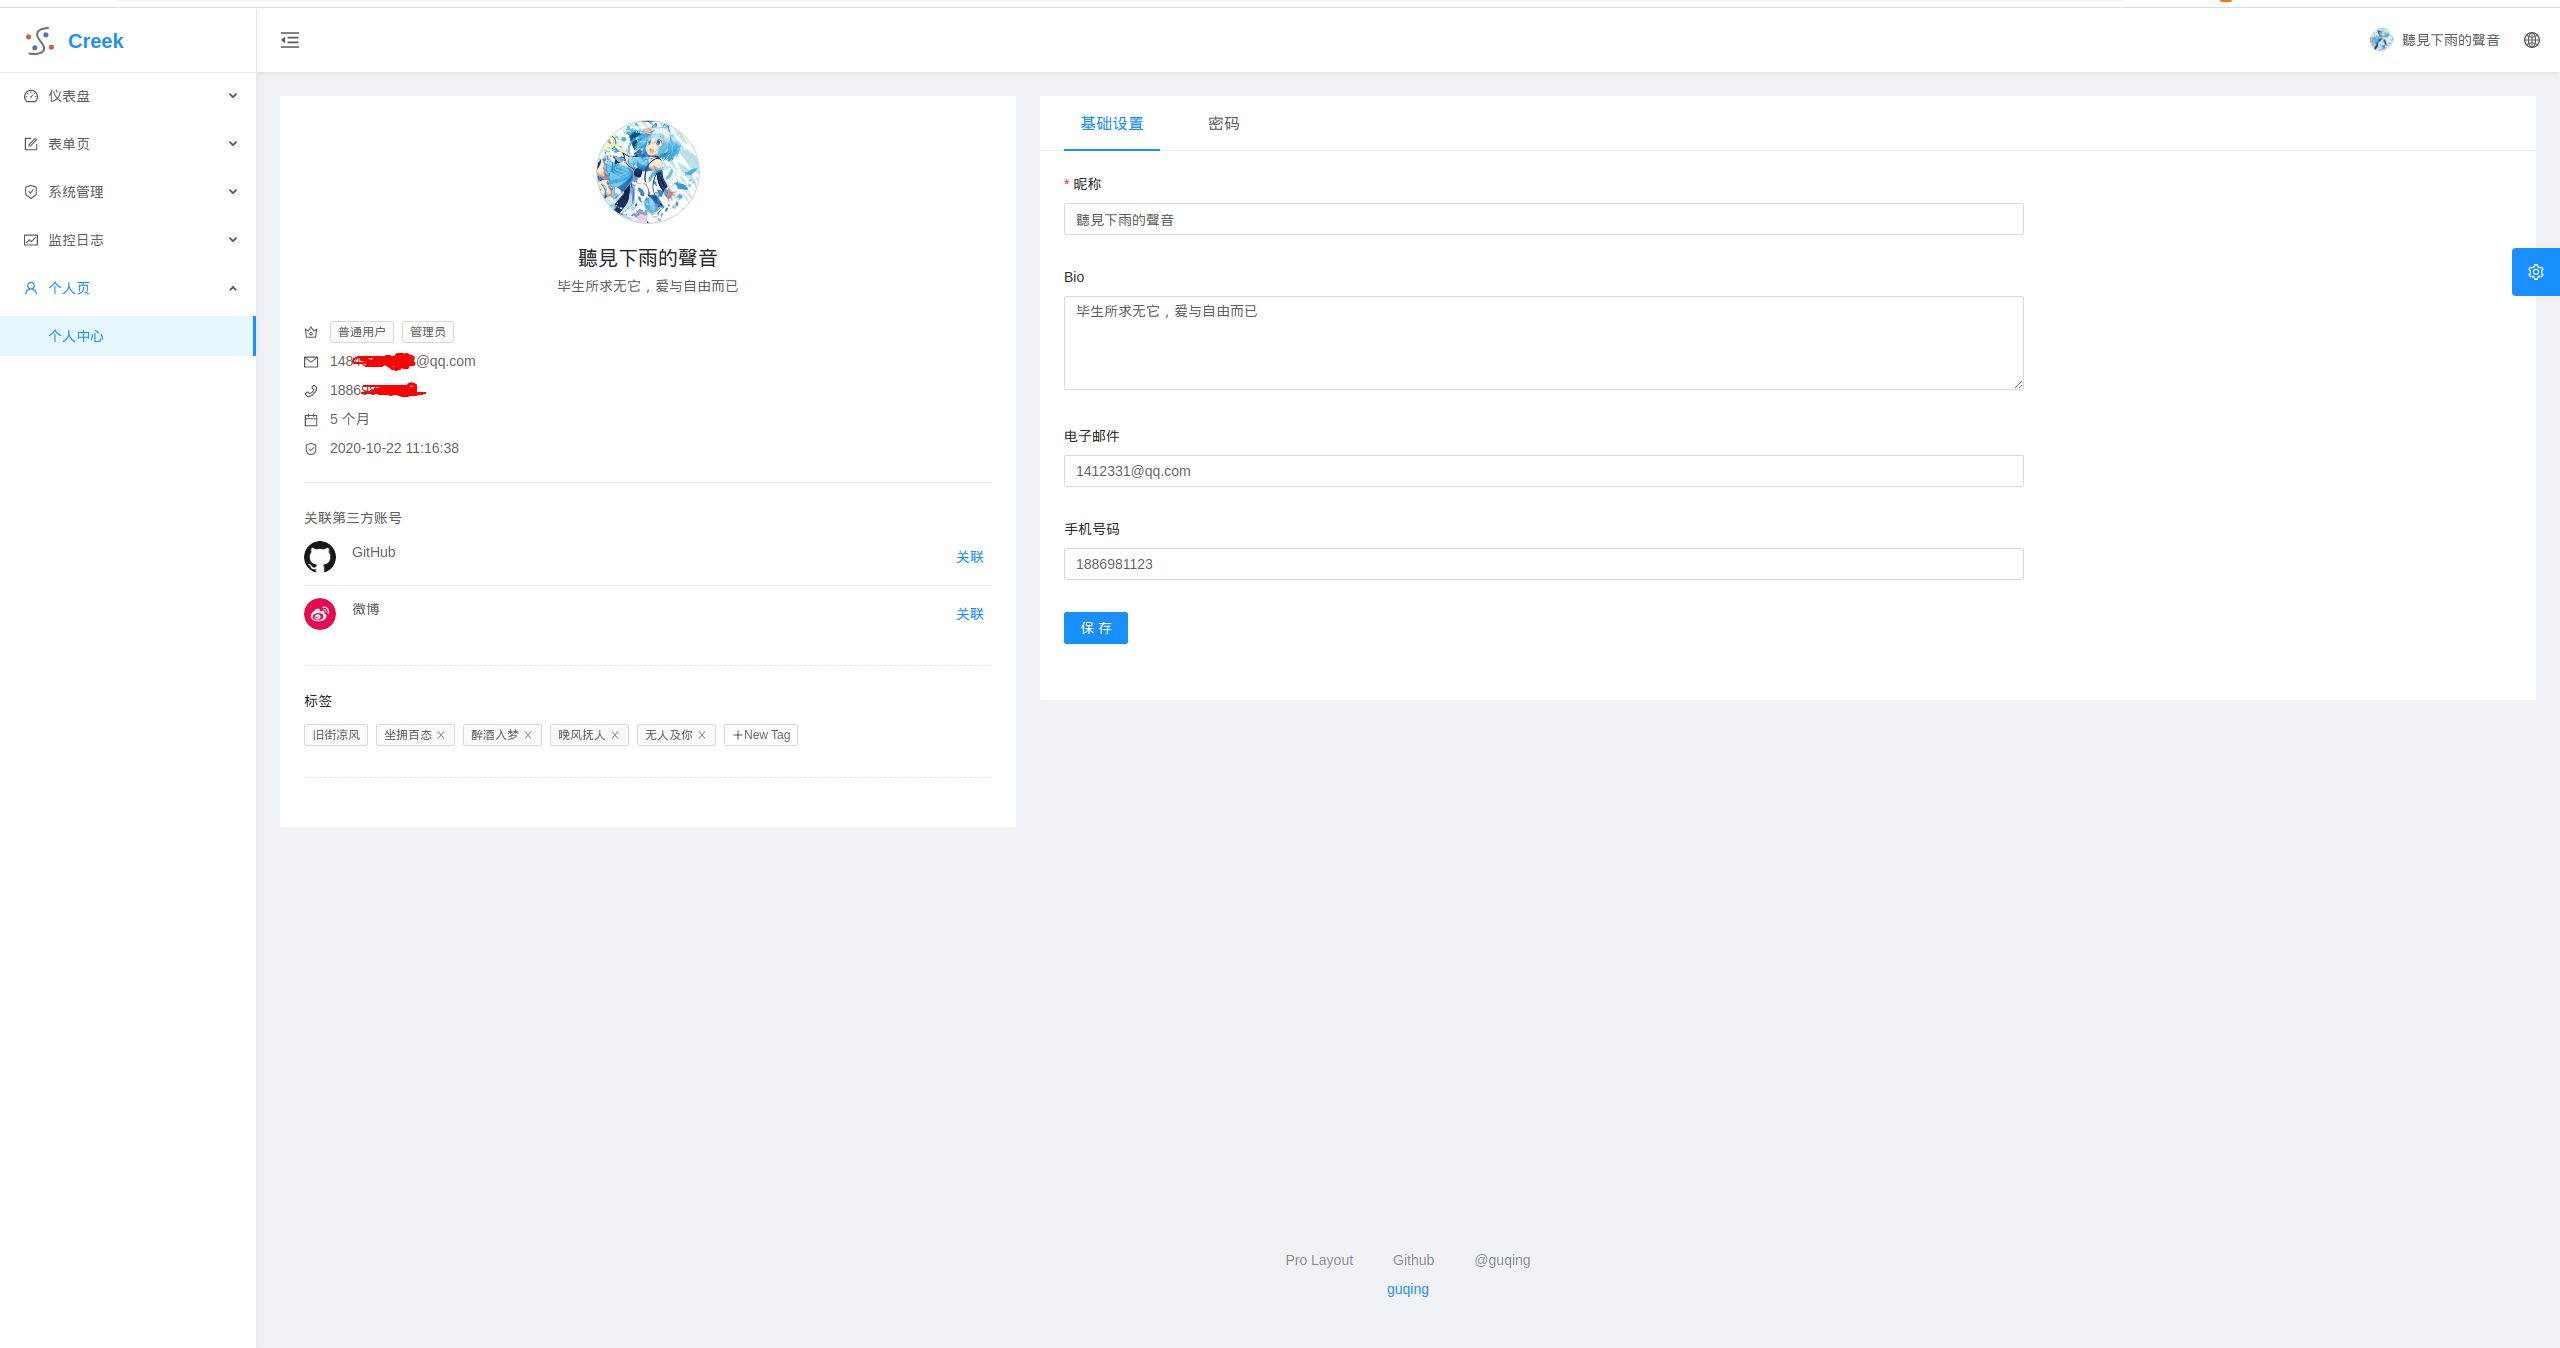 Creek
聽見下雨的聲音
仪表盘
表单页
系统管理
监控日志
个人页
个人中心
聽見下雨的聲音
毕生所求无它，爱与自由而已
普通用户 管理员
@qq.com
1886
5 个月
2020-10-22 11:16:38
关联第三方账号
GitHub 关联
微博 关联
标签
旧街凉风 坐拥百态 醉酒入梦 晚风抚人 无人及你 New Tag
基础设置 密码
* 昵称
聽見下雨的聲音
Bio
毕生所求无它，爱与自由而已
电子邮件
1412331@qq.com
手机号码
1886981123
保 存
Pro Layout Github @guqing
guqing